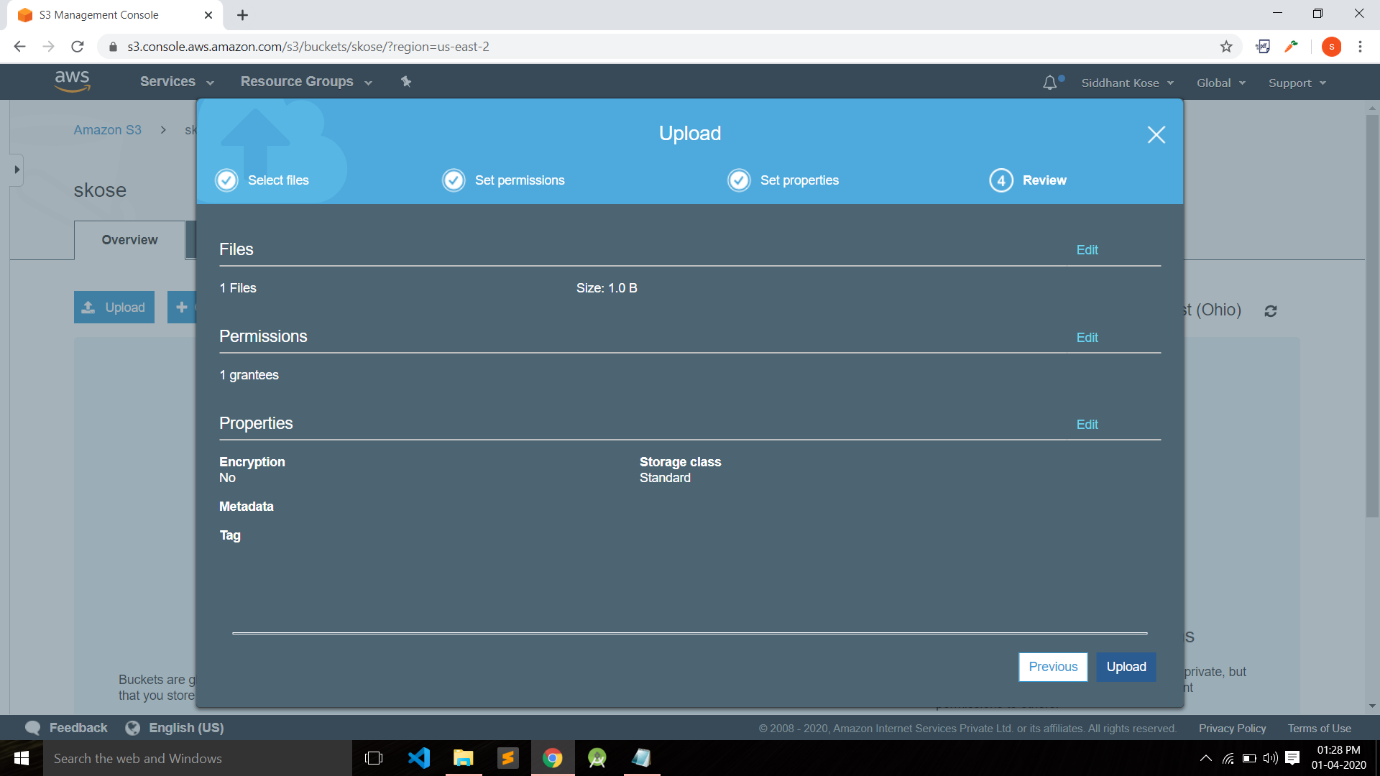 S3 Management Console
s3.console.aws.amazon.com/s3/buckets/skose/?region=us-east-2
S
aws
Services
Resource Groups
Siddhant Kose
Global
Support
Amazon S3
Upload
Select files
Set permissions
Set properties
4 Review
skose
Overview
Files
Edit
1 Files
Size: 1.0 B
Upload
(Ohio)
Permissions
Edit
1 grantees
Properties
Edit
Encryption
No
Storage class
Standard
Metadata
Tag
Previous
Upload
Buckets are
that you store
private, but
Feedback
English (US)
© 2008 - 2020, Amazon Internet Services Private Ltd. or its affiliates. All rights reserved.
Privacy Policy
Terms of Use
Search the web and Windows
01:28 PM
01-04-2020